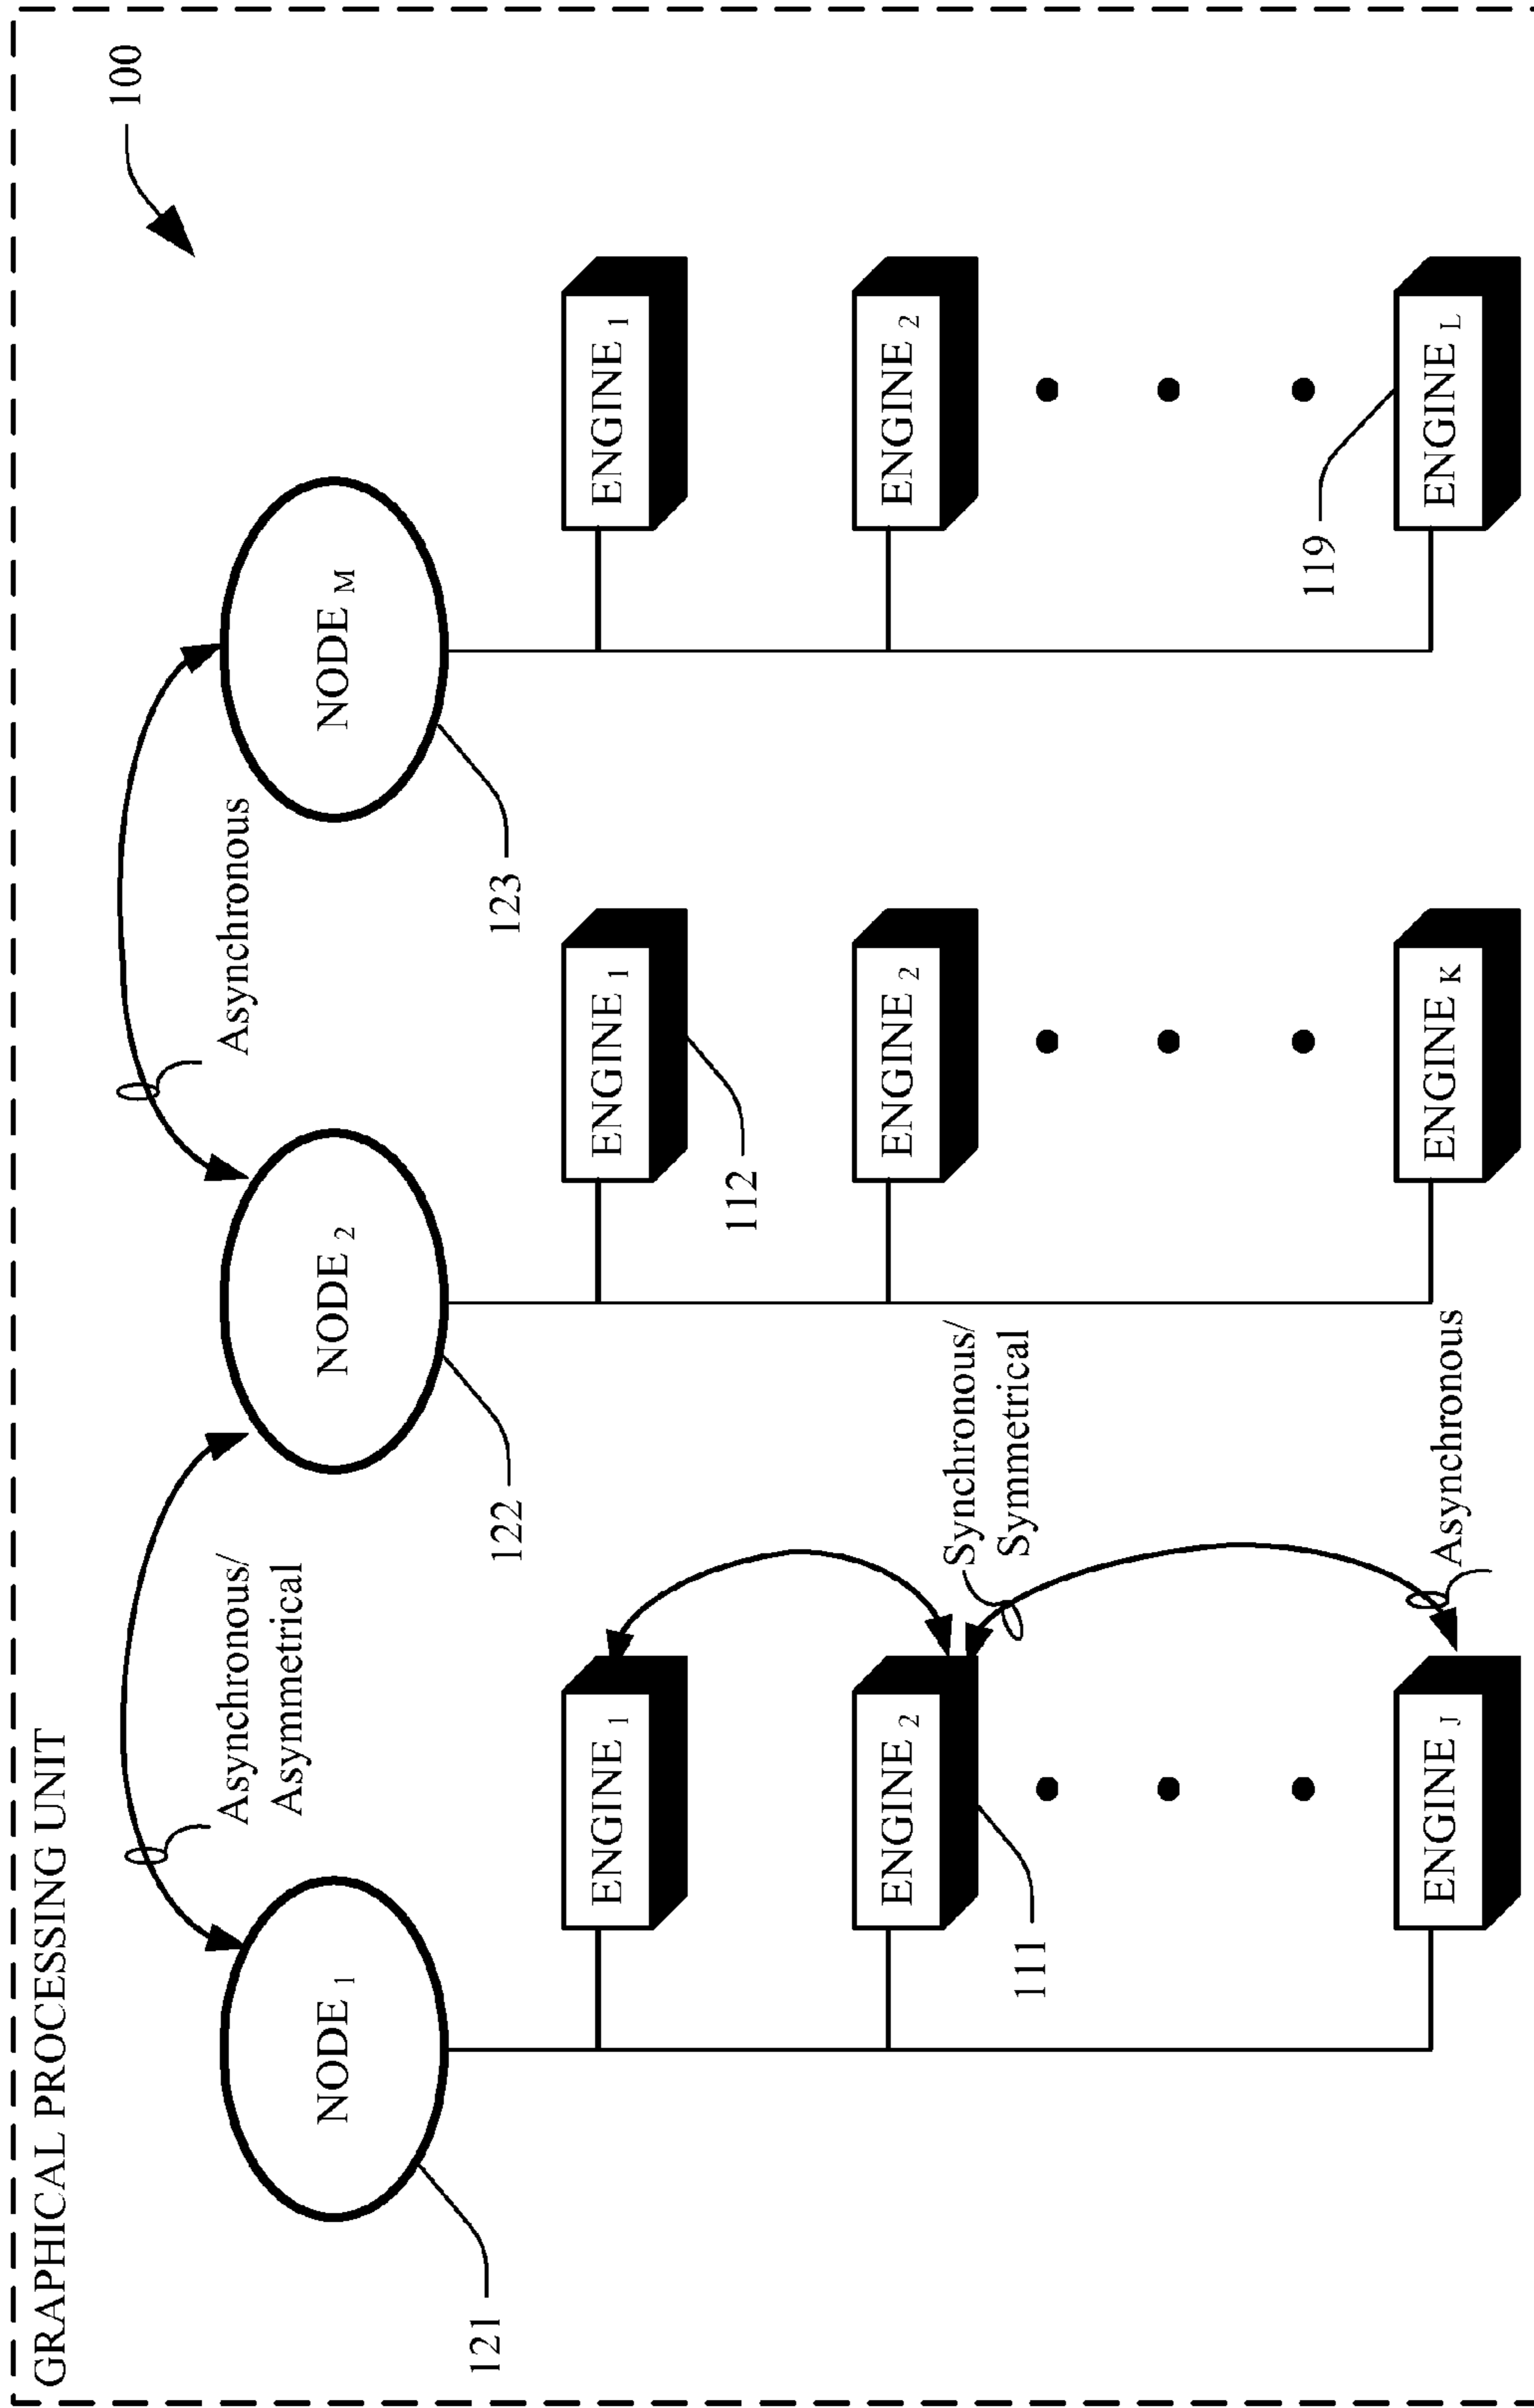 GRAPHICAL PROCESSING UNIT
100
Asynchronous/
Asymmetrical
Asynchronous
NODE 1
NODE 2
NODE M
121
122
123
ENGINE 1
ENGINE 1
ENGINE 1
112
ENGINE 2
ENGINE 2
ENGINE 2
Synchronous/
Symmetrical
111
119
Asynchronous
ENGINE J
ENGINE K
ENGINE L